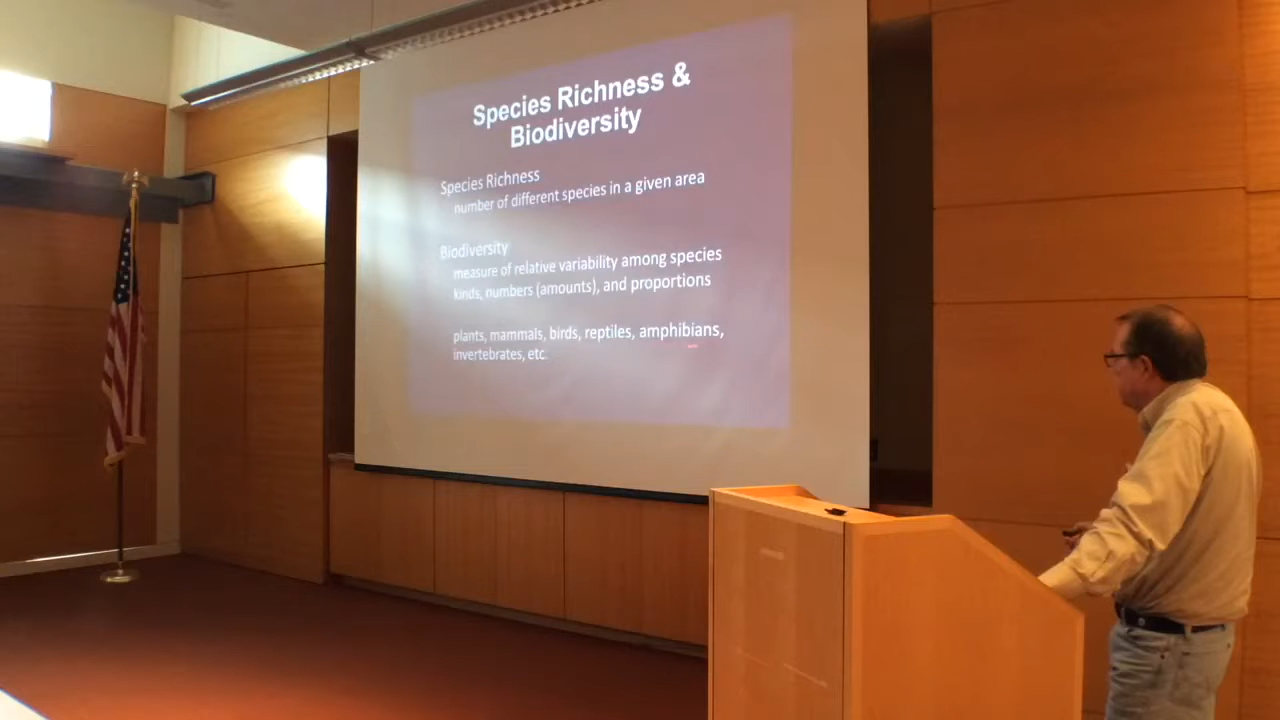 Species Richness &
Biodiversity
Species Richness
number of different species in a given area
Biodiversity
measure of relative variability among species
kinds, numbers (amounts), and proportions
plants, mammals, birds, reptiles, amphibians,
invertebrates, etc.